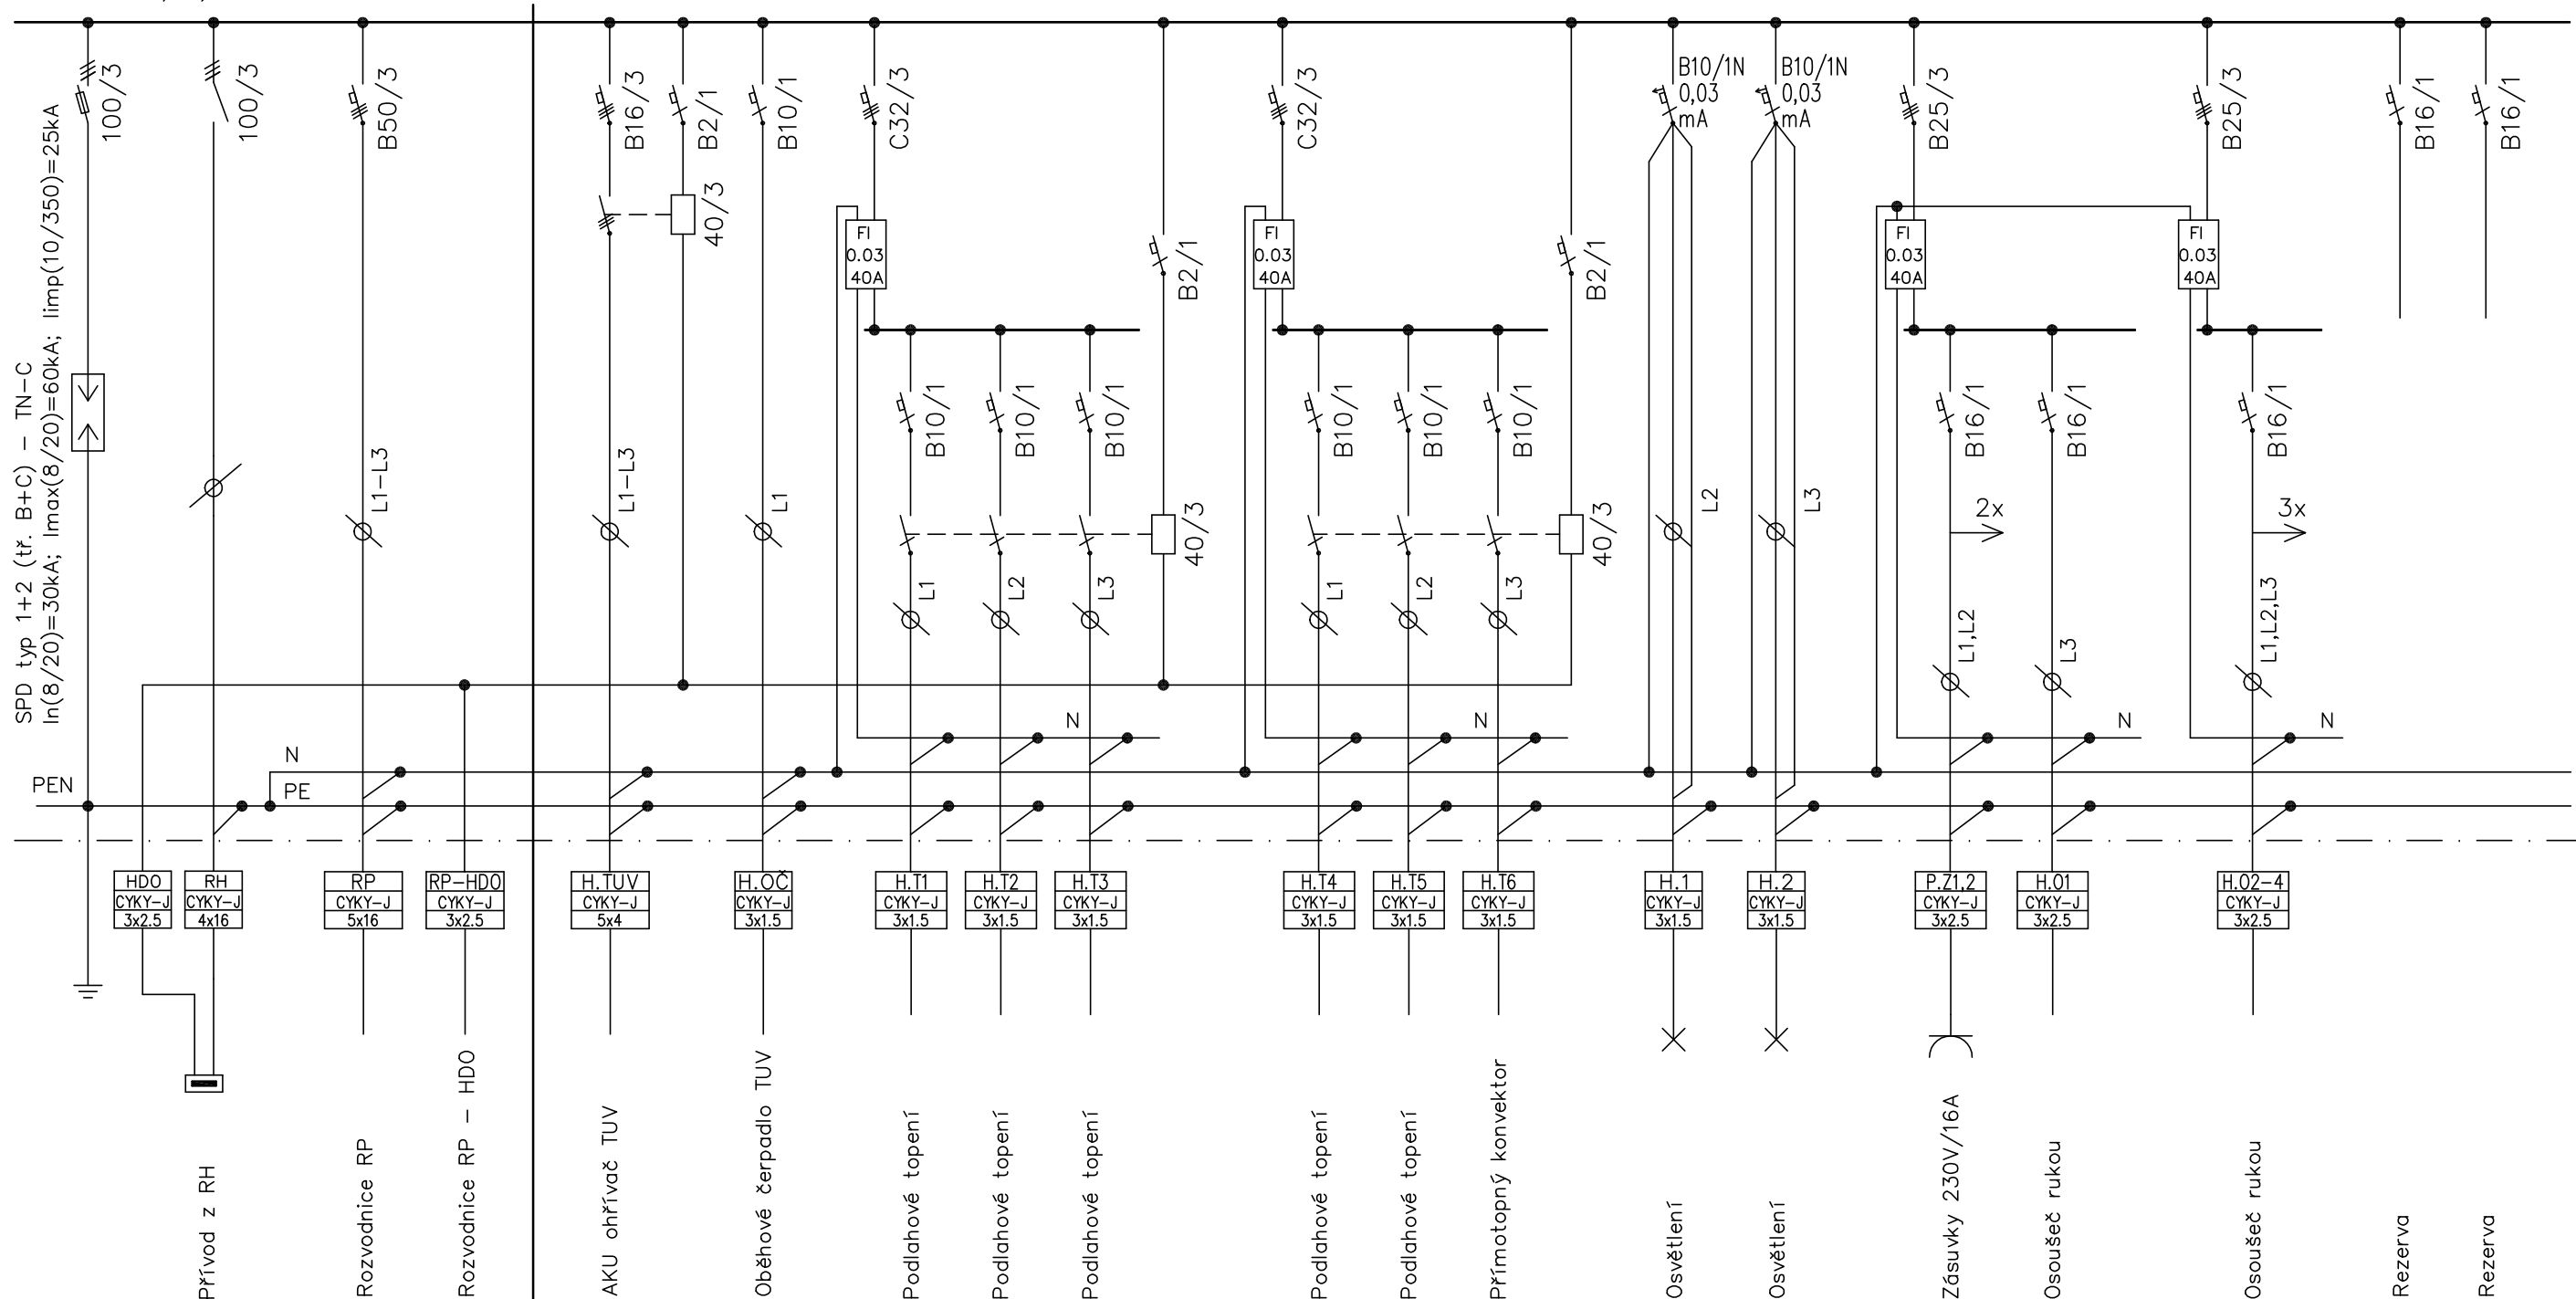 SPD typ 1+2 (tř. B+C) – TN–C
In(8/20)=30kA; Imax(8/20)=60kA; Iimp(10/350)=25kA
100/3
100/3
B50/3
B16/3
B2/1
40/3
B10/1
C32/3
B2/1
C32/3
B2/1
B10/1N
0,03
mA
B10/1N
0,03
mA
B25/3
B25/3
B16/1
B16/1
FI
0.03
40A
FI
0.03
40A
FI
0.03
40A
FI
0.03
40A
B10/1
B10/1
B10/1
B10/1
B10/1
B10/1
B16/1
B16/1
B16/1
L1–L3
L1–L3
L1
40/3
40/3
L2
L3
2x
3x
L1
L2
L3
L1
L2
L3
L1,L2
L3
L1,L2,L3
N
N
N
N
N
PEN
PE
HDO
CYKY–J
3x2.5
RH
CYKY–J
4x16
RP
CYKY–J
5x16
RP–HDO
CYKY–J
3x2.5
H.TUV
CYKY–J
5x4
H.OČ
CYKY–J
3x1.5
H.T1
CYKY–J
3x1.5
H.T2
CYKY–J
3x1.5
H.T3
CYKY–J
3x1.5
H.T4
CYKY–J
3x1.5
H.T5
CYKY–J
3x1.5
H.T6
CYKY–J
3x1.5
H.1
CYKY–J
3x1.5
H.2
CYKY–J
3x1.5
P.Z1,2
CYKY–J
3x2.5
H.O1
CYKY–J
3x2.5
H.O2–4
CYKY–J
3x2.5
Přívod z RH
Rozvodnice RP
Rozvodnice RP – HDO
AKU ohřívač TUV
Oběhové čerpadlo TUV
Podlahové topení
Podlahové topení
Podlahové topení
Podlahové topení
Podlahové topení
Přímotopný konvektor
Osvětlení
Osvětlení
Zásuvky 230V/16A
Osoušeč rukou
Osoušeč rukou
Rezerva
Rezerva